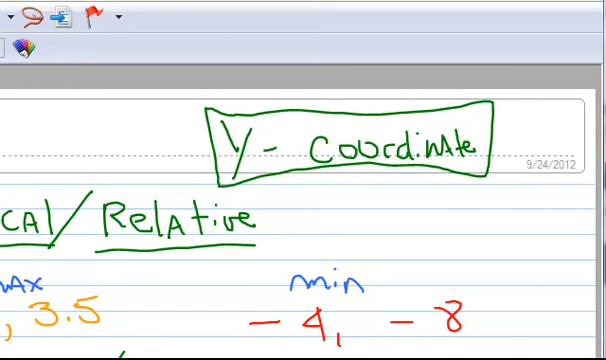 Y - Coordinate
9/24/2012
CAl/Relative
MAX min
, 3.5 - 4, - 8